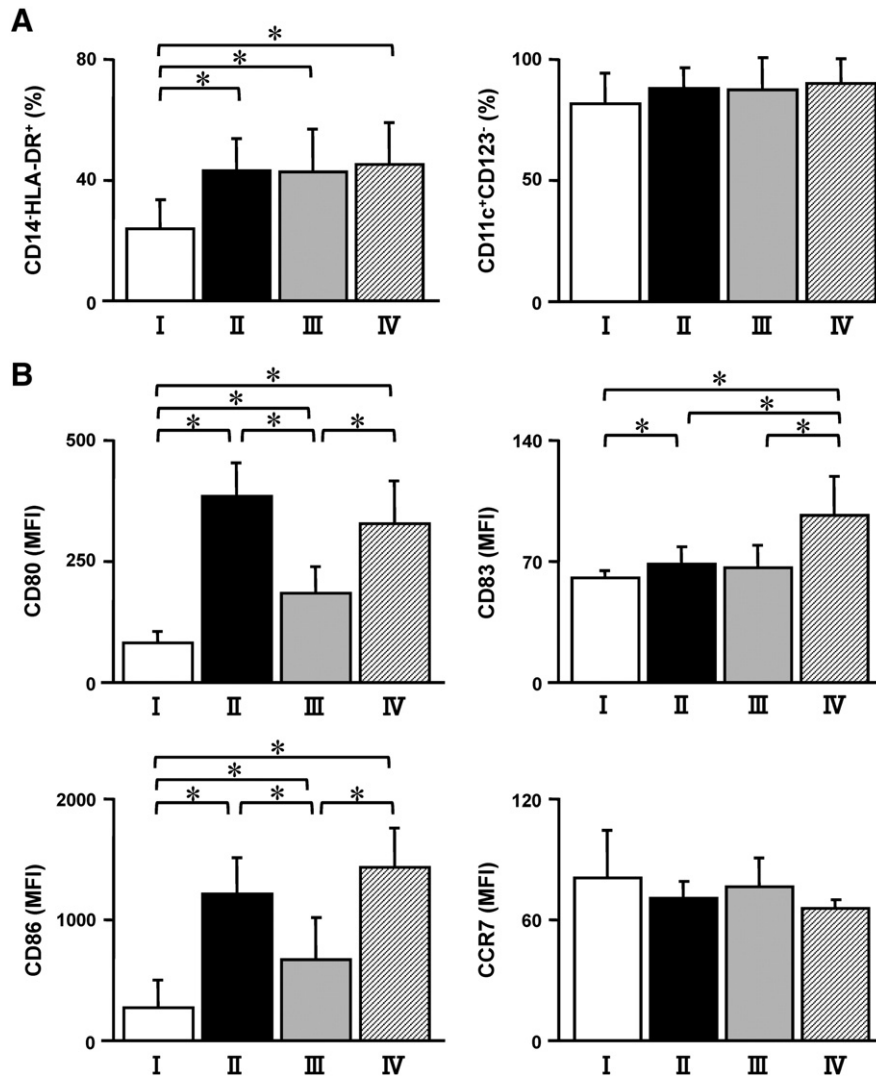 A
CD14⁻HLA-DR⁺ (%)
80
40
0
* * *
I II III IV
CD11c⁺CD123⁻ (%)
100
50
0
I II III IV
B
CD80 (MFI)
500
250
0
* * * * *
I II III IV
CD83 (MFI)
140
70
0
* * * *
I II III IV
CD86 (MFI)
2000
1000
0
* * * * *
I II III IV
CCR7 (MFI)
120
60
0
I II III IV